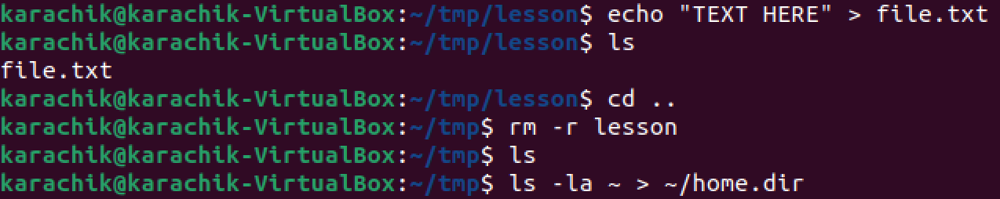 karachik@karachik-VirtualBox:~/tmp/lesson$ echo "TEXT HERE" > file.txt
karachik@karachik-VirtualBox:~/tmp/lesson$ ls
file.txt
karachik@karachik-VirtualBox:~/tmp/lesson$ cd ..
karachik@karachik-VirtualBox:~/tmp$ rm -r lesson
karachik@karachik-VirtualBox:~/tmp$ ls
karachik@karachik-VirtualBox:~/tmp$ ls -la ~ > ~/home.dir